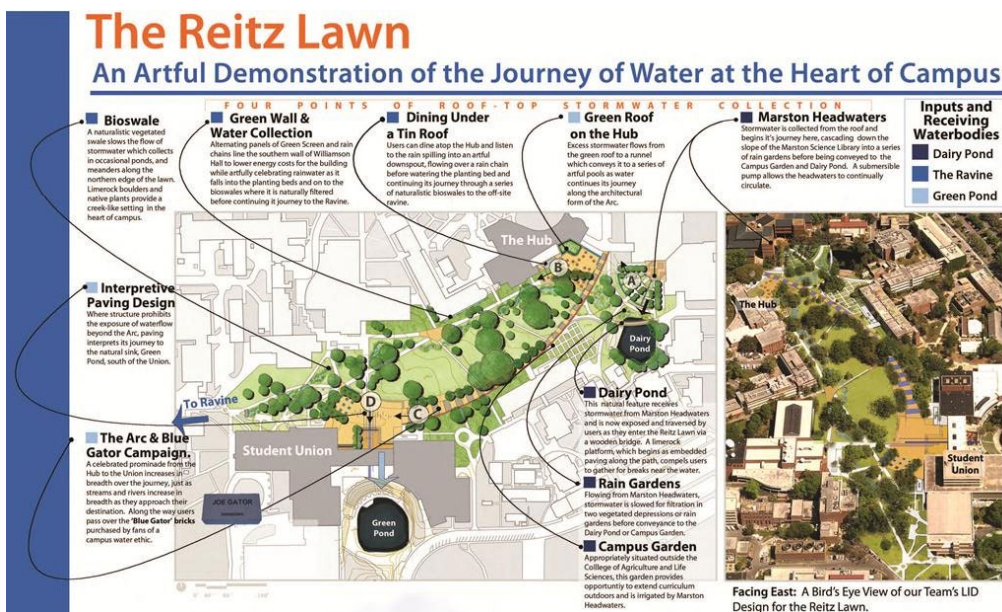 The Reitz Lawn
An Artful Demonstration of the Journey of Water at the Heart of Campus
FOUR POINTS OF ROOF-TOP STORMWATER COLLECTION
Bioswale
A naturalistic vegetated
swale slows the flow of
stormwater which collects
in occasional ponds, and
meanders along the
northern edge of the lawn.
Limerock boulders and
native plants provide a
creek-like setting in the
heart of campus.
Green Wall &
Water Collection
Alternating panels of Green Screen and rain
chains line the southern wall of Williamson
Hall to lower energy costs for the building
while artfully celebrating rainwater as it
falls into the planting beds and on to the
bioswales where it is naturally filtered
before continuing it journey to the Ravine.
Dining Under
a Tin Roof
Users can dine atop the Hub and listen
to the rain spilling into an artful
downspout, flowing over a rain chain
before watering the planting bed and
continuing its journey through a series
of naturalistic bioswales to the off-site
ravine.
Green Roof
on the Hub
Excess stormwater flows from
the green roof to a runnel
which conveys it to a series of
artful pools as water
continues its journey
along the architectural
form of the Arc.
Marston Headwaters
Stormwater is collected from the roof and
begins it's journey here, cascading down
the slope of the Marston Science Library into a series
of rain gardens before being conveyed to the
Campus Garden and Dairy Pond. A submersible
pump allows the headwaters to continually
circulate.
Inputs and
Receiving
Waterbodies
Dairy Pond
The Ravine
Green Pond
Interpretive
Paving Design
Where structure prohibits
the exposure of waterflow
beyond the Arc, paving
interprets its journey to
the natural sink, Green
Pond, south of the Union.
The Arc & Blue
Gator Campaign.
A celebrated prominade from the
Hub to the Union increases in
breadth over the journey, just as
streams and rivers increase in
breadth as they approach their
destination. Along the way users
pass over the 'Blue Gator' bricks
purchased by fans of a
campus water ethic.
The Hub
B
A
Dairy
Pond
D
C
To Ravine
Student Union
JOE GATOR
Green
Pond
Dairy Pond
This natural feature receives
stormwater from Marston Headwaters
and is now exposed and traversed by
users as they enter the Reitz Lawn via
a wooden bridge. A limerock
platform, which begins as embedded
paving along the path, compels users
to gather for breaks near the water.
Rain Gardens
Flowing from Marston Headwaters,
stormwater is slowed for filtration in
two vegetated depressions or rain
gardens before conveyance to the
Dairy Pond or Campus Garden.
Campus Garden
Appropriately situated outside the
College of Agriculture and Life
Sciences, this garden provides
opportunity to extend curriculum
outdoors and is irrigated by Marston
Headwaters.
The Hub
Student
Union
Facing East: A Bird's Eye View of our Team's LID
Design for the Reitz Lawn.